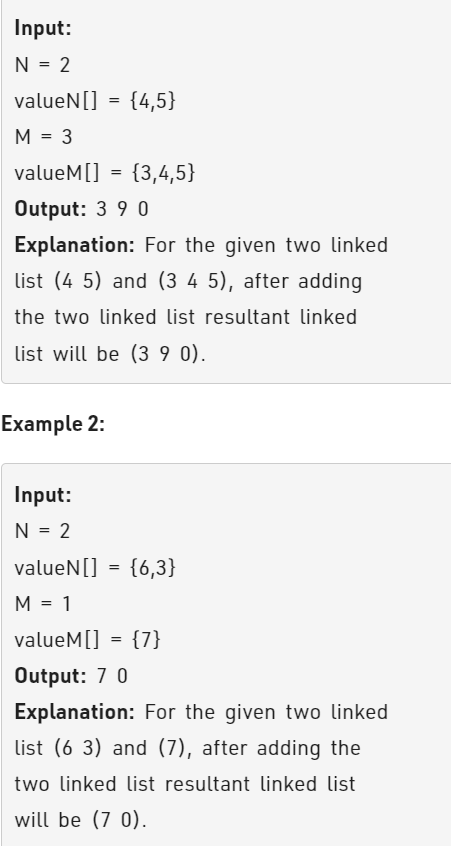 Input:
N = 2
valueN[] = {4,5}
M = 3
valueM[] = {3,4,5}
Output: 3 9 0
Explanation: For the given two linked
list (4 5) and (3 4 5), after adding
the two linked list resultant linked
list will be (3 9 0).
Example 2:
Input:
N = 2
valueN[] = {6,3}
M = 1
valueM[] = {7}
Output: 7 0
Explanation: For the given two linked
list (6 3) and (7), after adding the
two linked list resultant linked list
will be (7 0).